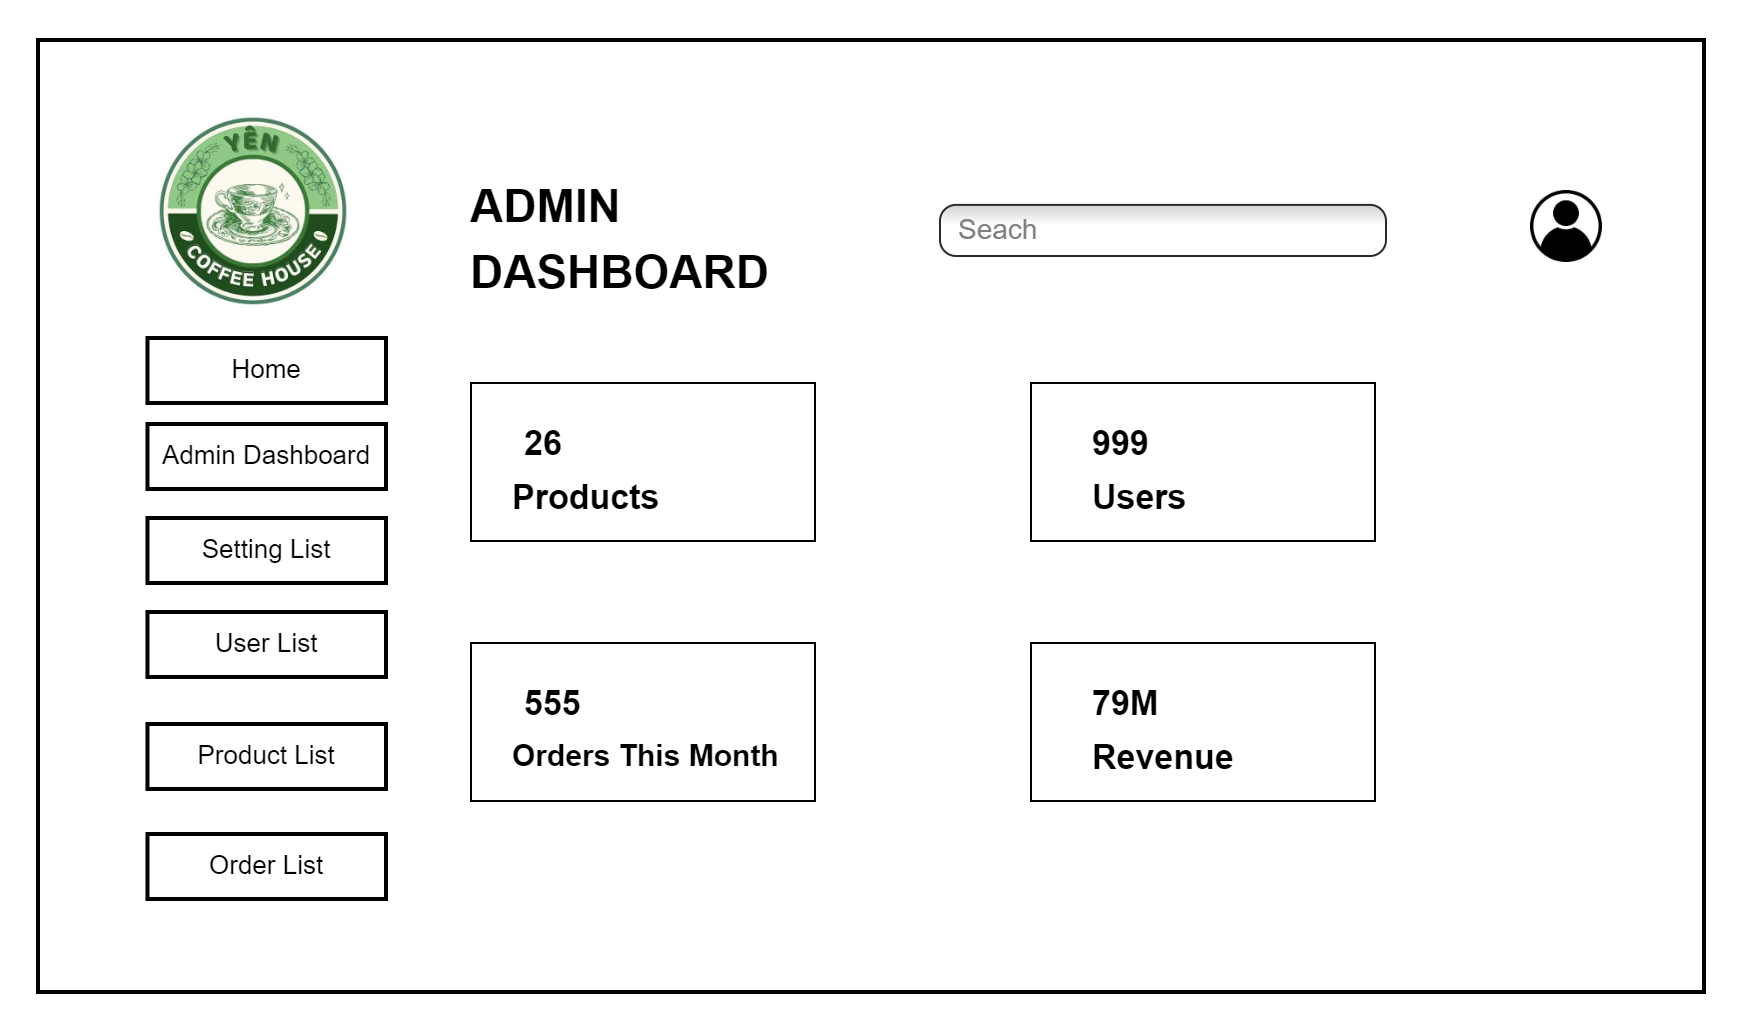 YÊN
COFFEE HOUSE
ADMIN
DASHBOARD
Seach
Home
Admin Dashboard
Setting List
User List
Product List
Order List
26
Products
999
Users
555
Orders This Month
79M
Revenue